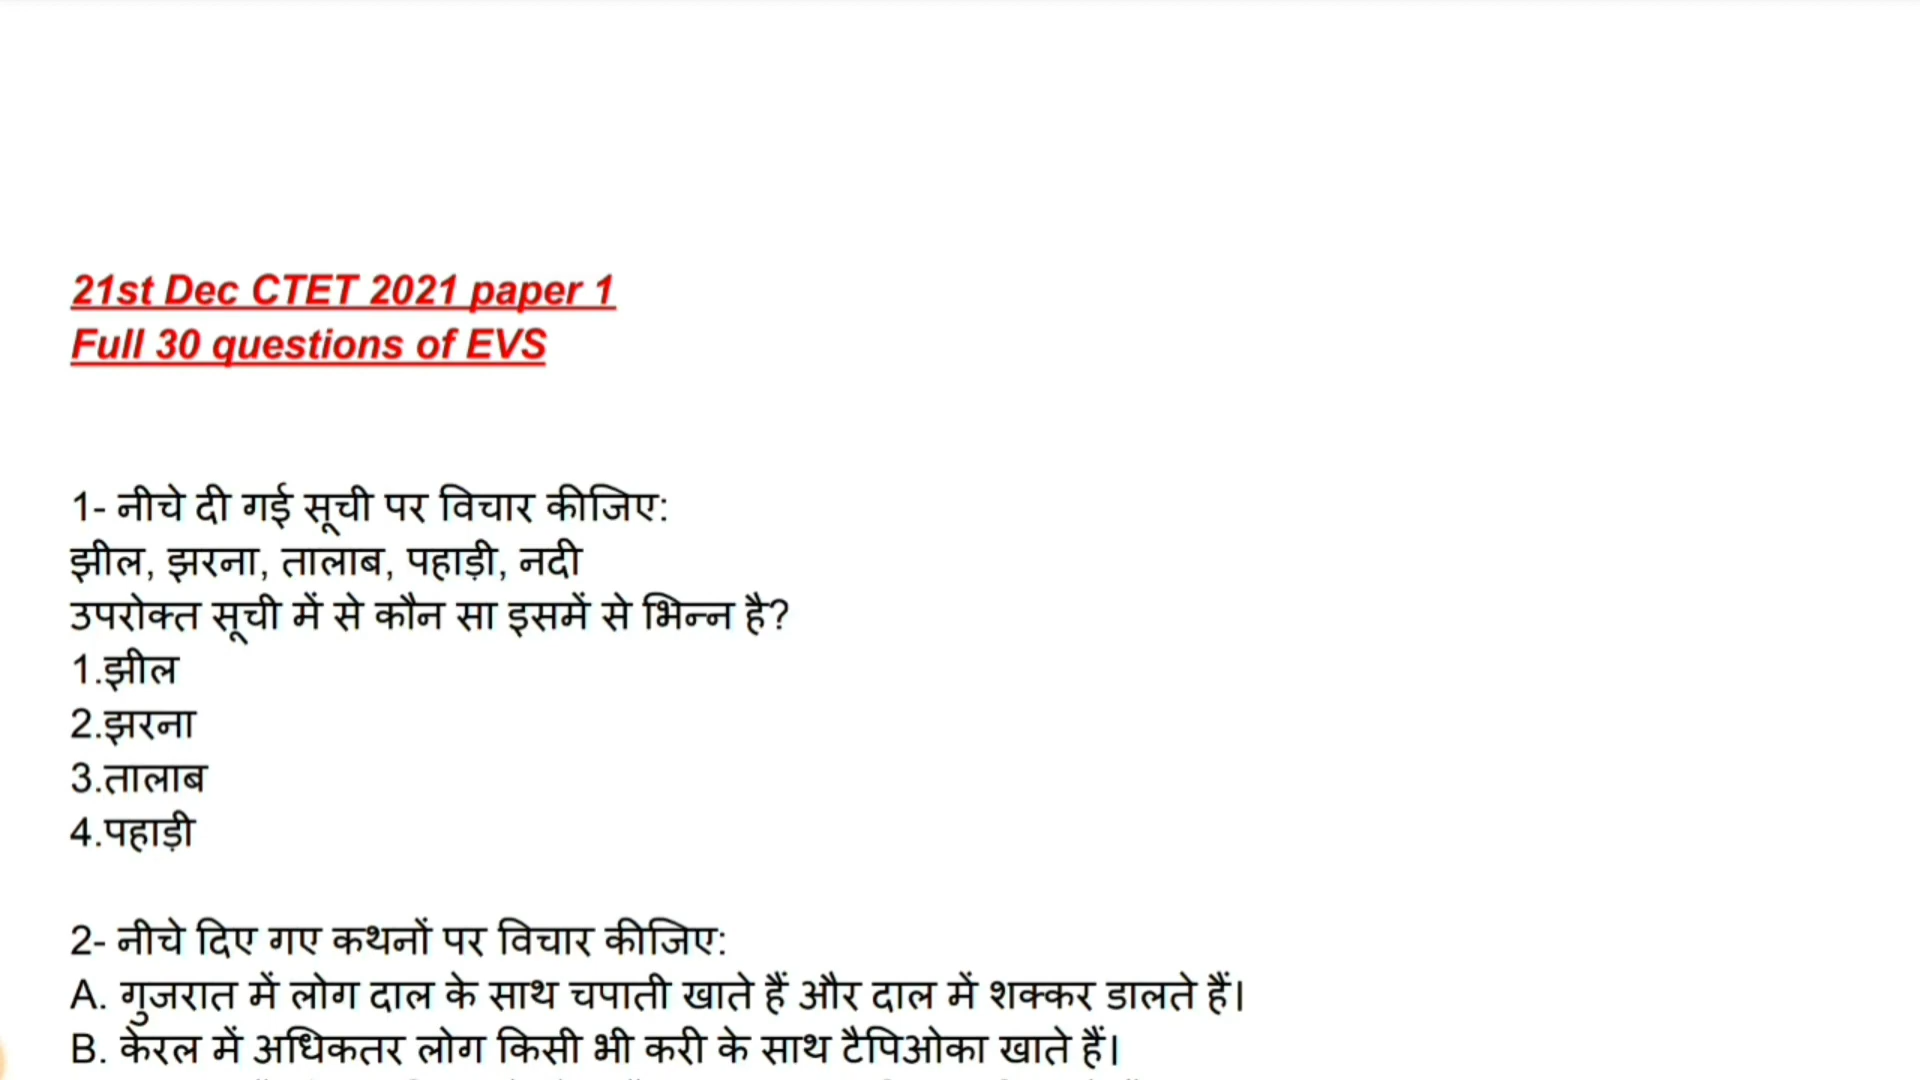 21st Dec CTET 2021 paper 1
Full 30 questions of EVS
1- नीचे दी गई सूची पर विचार कीजिए:
झील, झरना, तालाब, पहाड़ी, नदी
उपरोक्त सूची में से कौन सा इसमें से भिन्न है?
1.झील
2.झरना
3.तालाब
4.पहाड़ी
2- नीचे दिए गए कथनों पर विचार कीजिए:
A. गुजरात में लोग दाल के साथ चपाती खाते हैं और दाल में शक्कर डालते हैं।
B. केरल में अधिकतर लोग किसी भी करी के साथ टैपिओका खाते हैं।